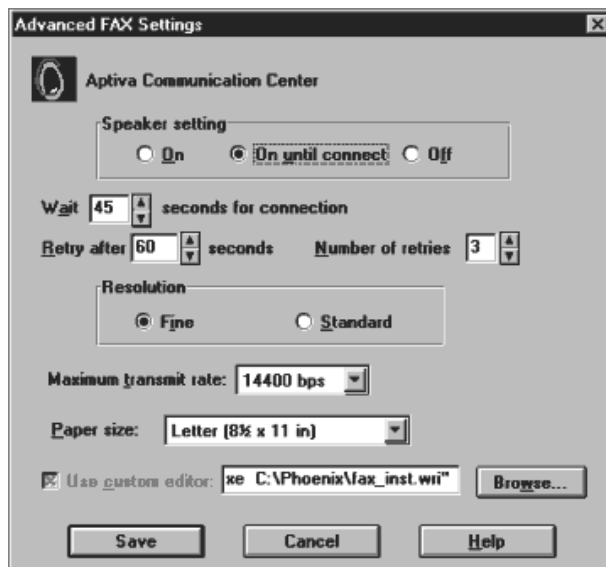 Advanced FAX Settings
Aptiva Communication Center
Speaker setting
On On until connect Off
Wait 45 seconds for connection
Retry after 60 seconds Number of retries 3
Resolution
Fine Standard
Maximum transmit rate: 14400 bps
Paper size: Letter (8½ x 11 in)
Use custom editor: xe C:\Phoenix\fax_inst.wri" Browse...
Save Cancel Help